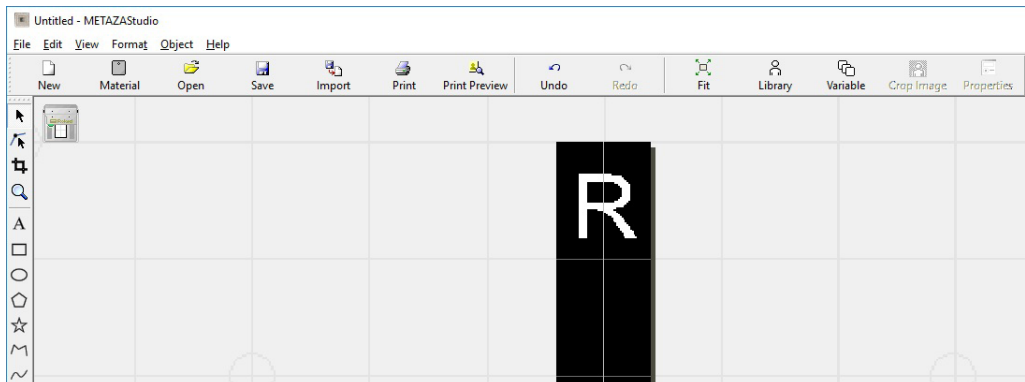 Untitled - METAZAStudio
File Edit View Format Object Help
New Material Open Save Import Print Print Preview Undo Redo Fit Library Variable Crop Image Properties
A
R